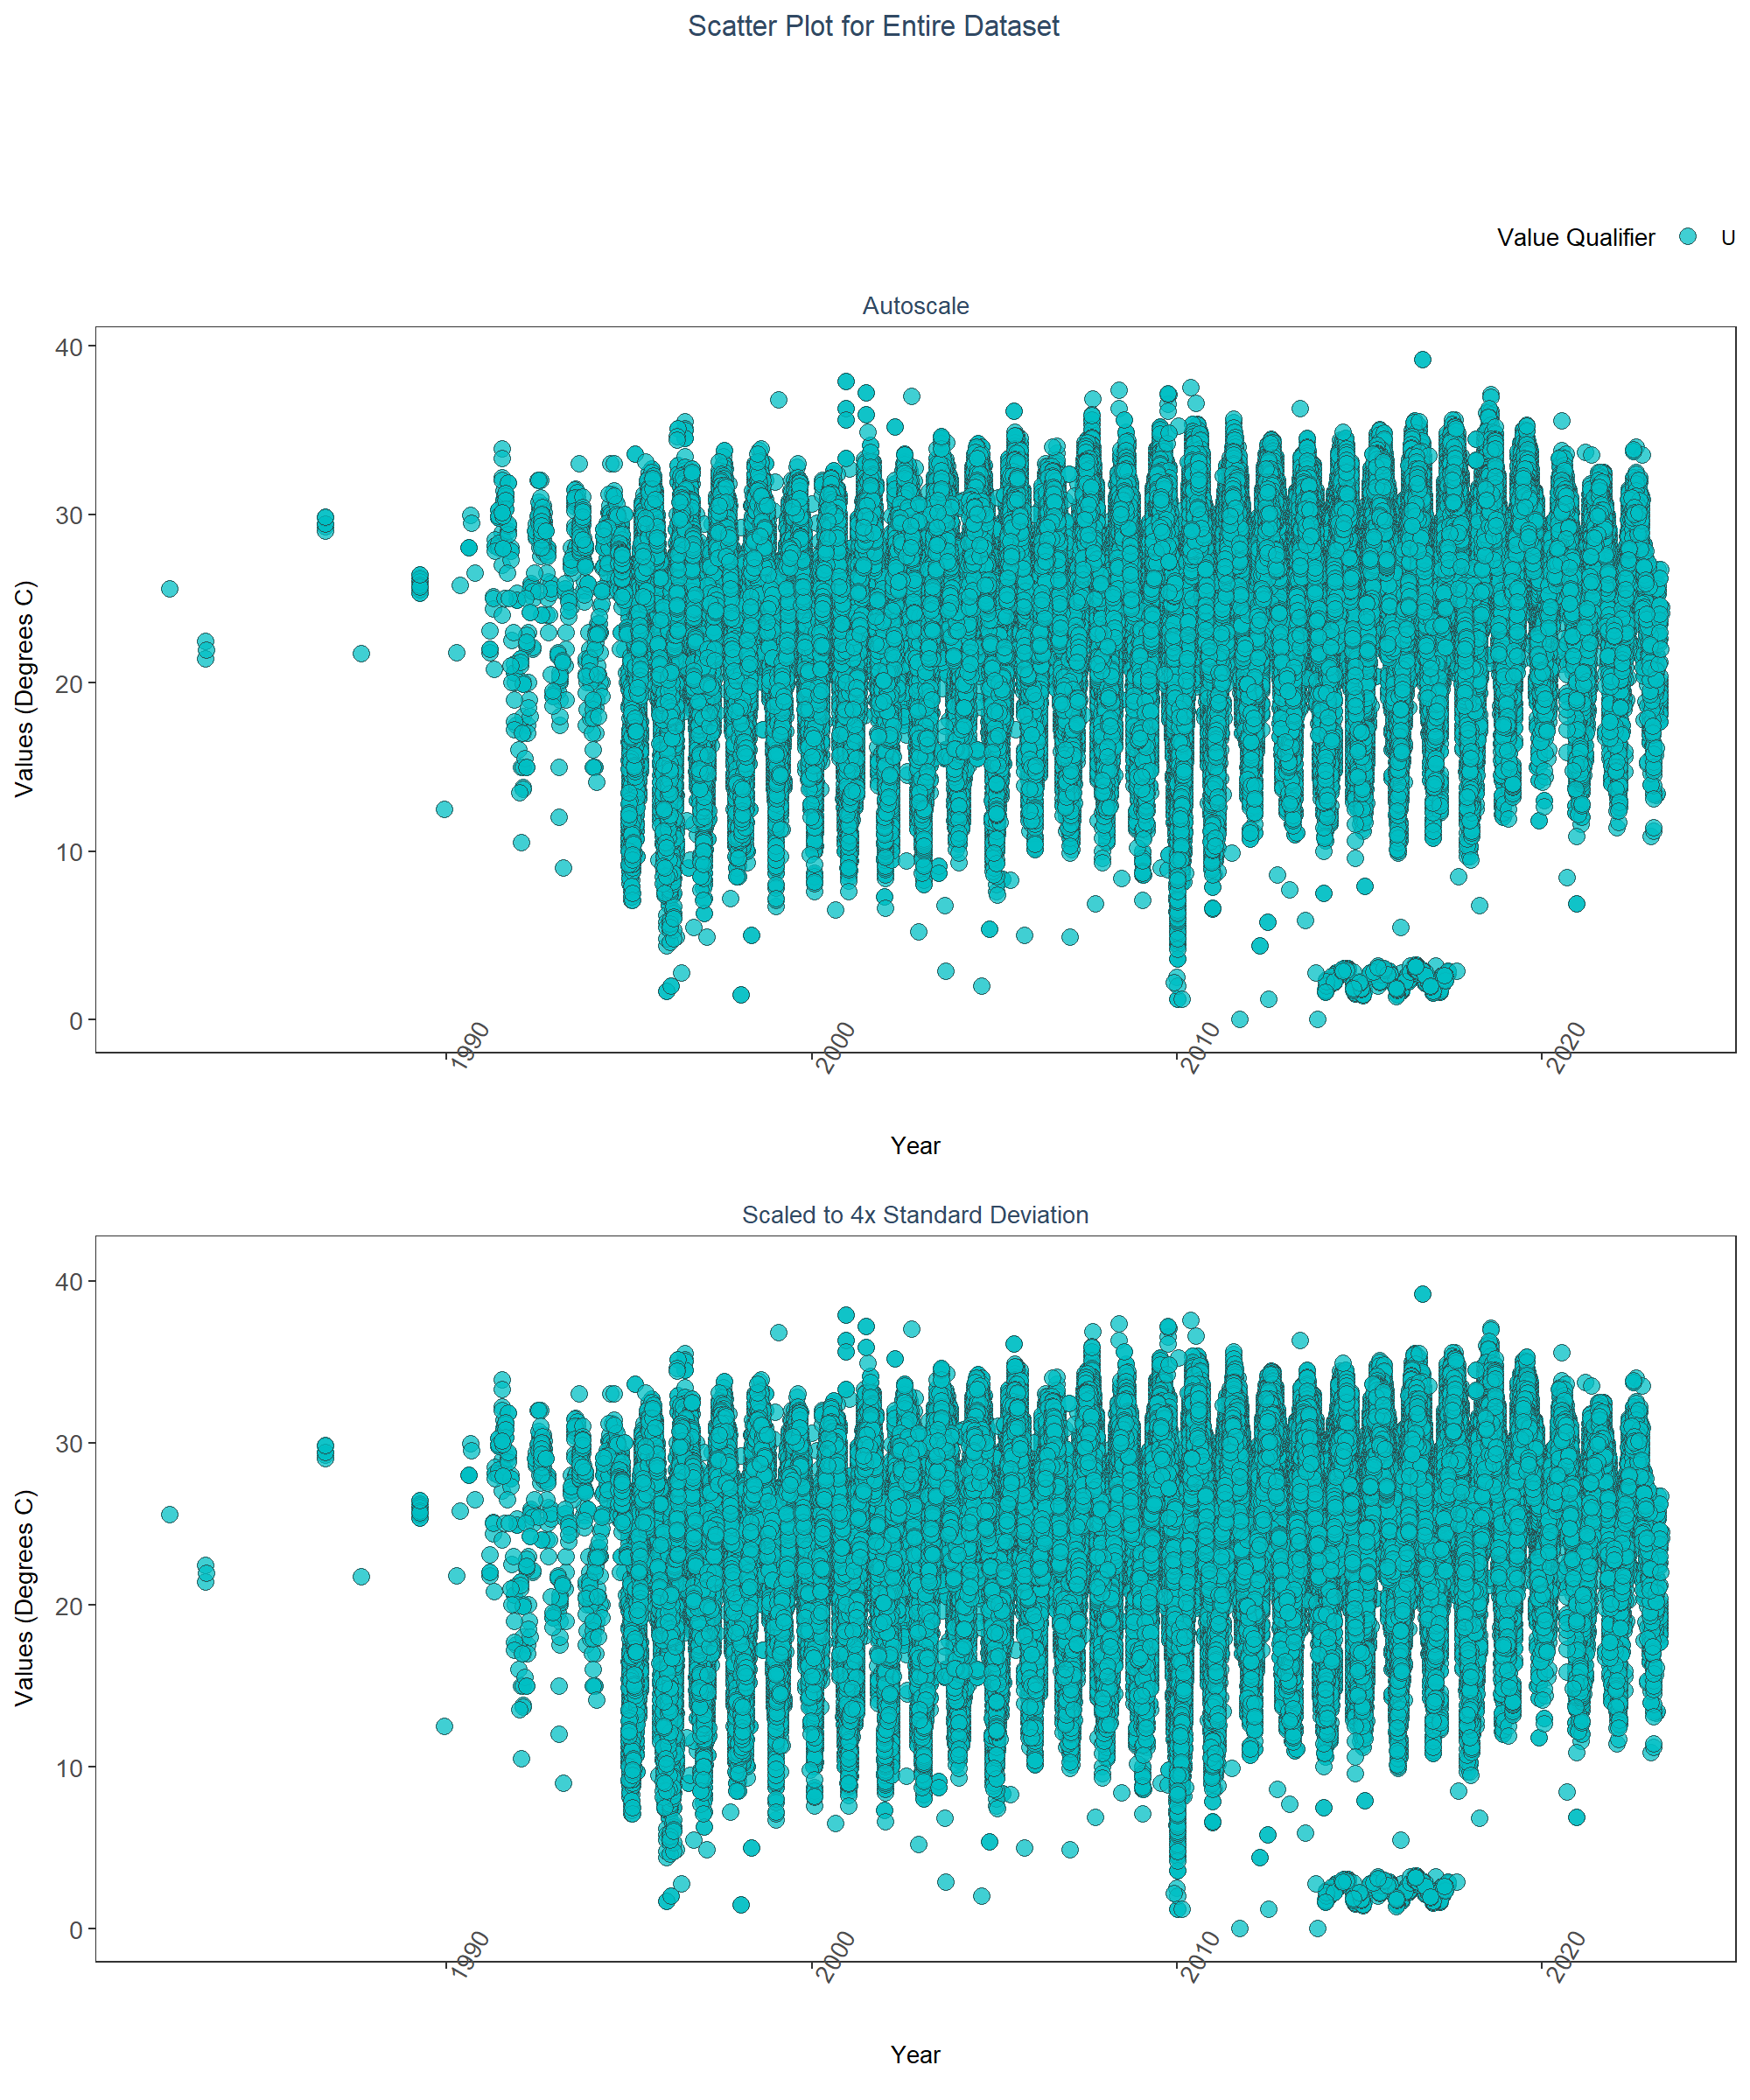 Scatter Plot for Entire Dataset
Value Qualifier U
Autoscale
Values (Degrees C)
40
30
20
10
0
1990 2000 2010 2020
Year
Scaled to 4x Standard Deviation
Values (Degrees C)
40
30
20
10
0
1990 2000 2010 2020
Year